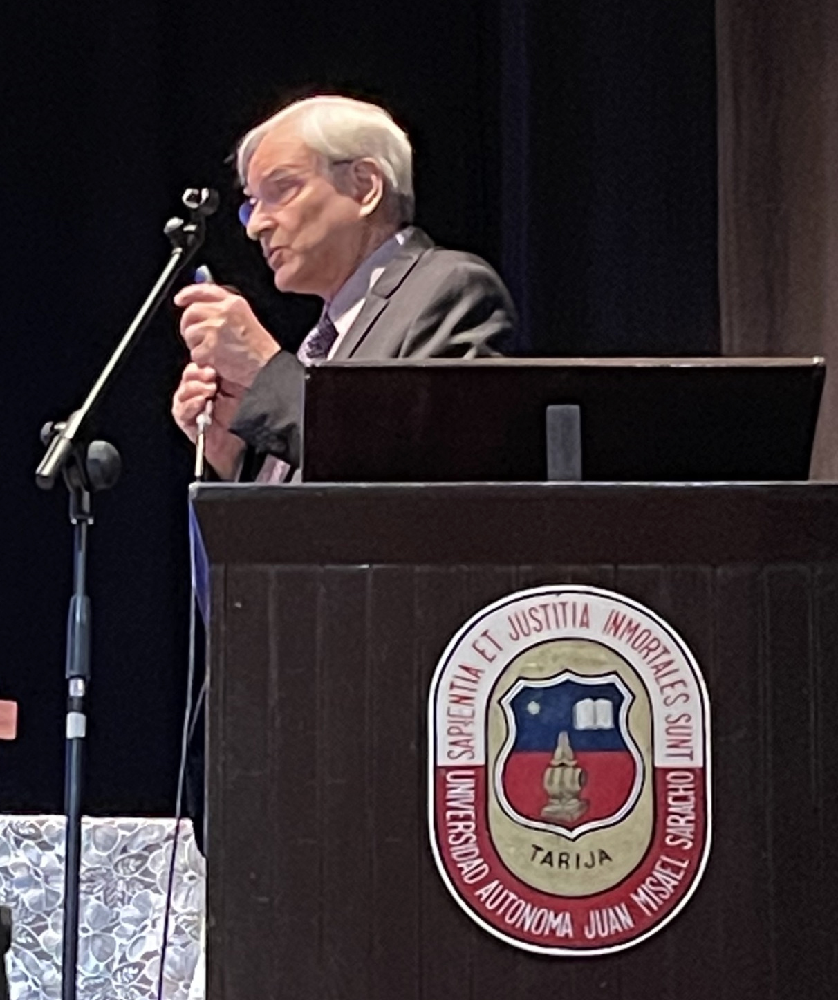 SAPIENTIA ET JUSTITIA INMORTALES SUNT
UNIVERSIDAD AUTONOMA JUAN MISAEL SARACHO
TARIJA